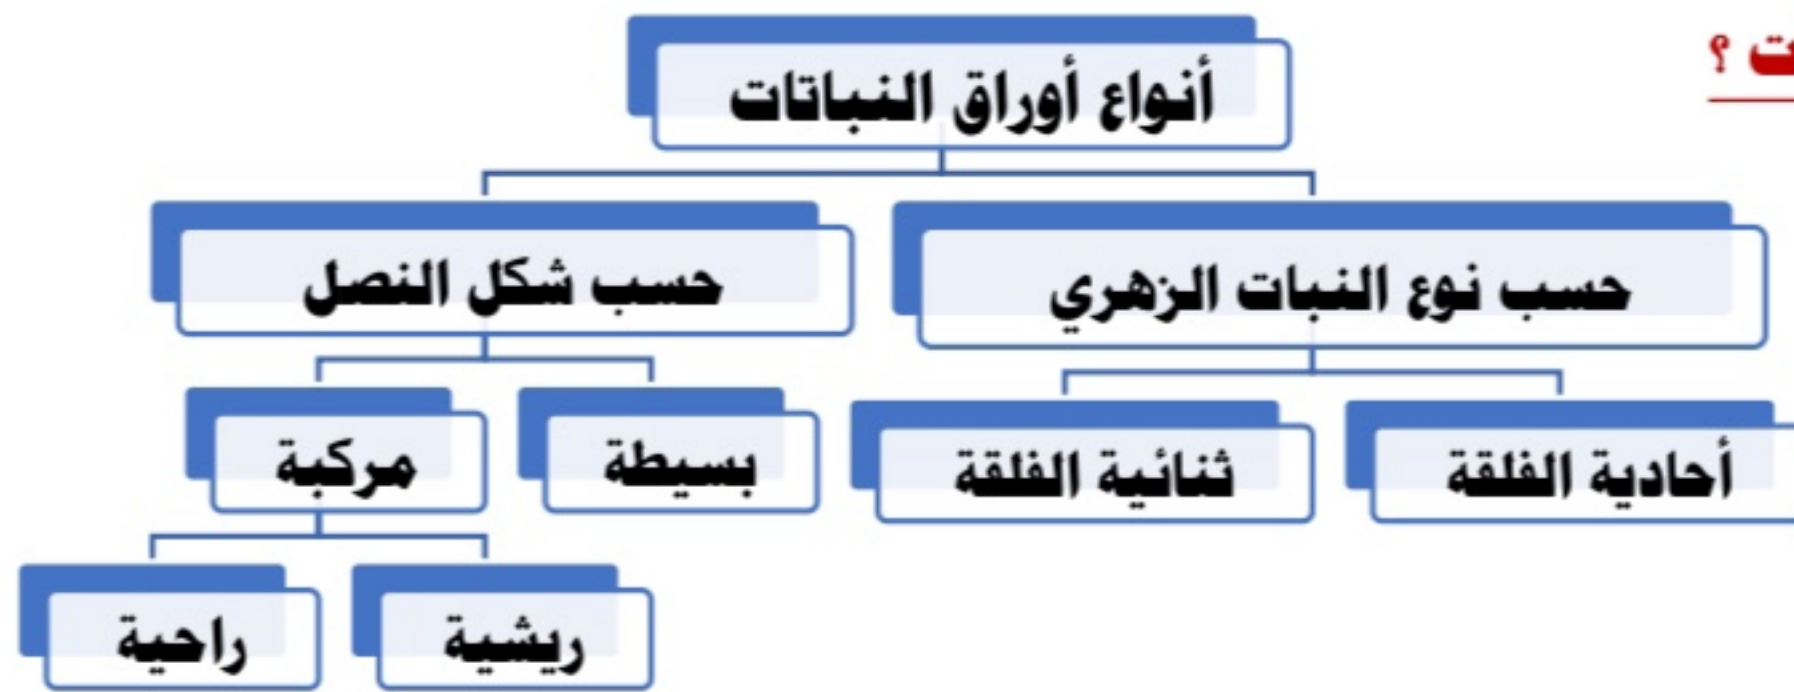 ت ؟
أنواع أوراق النباتات
حسب نوع النبات الزهري
حسب شكل النصل
أحادية الفلقة
ثنائية الفلقة
بسيطة
مركبة
ريشية
راحية